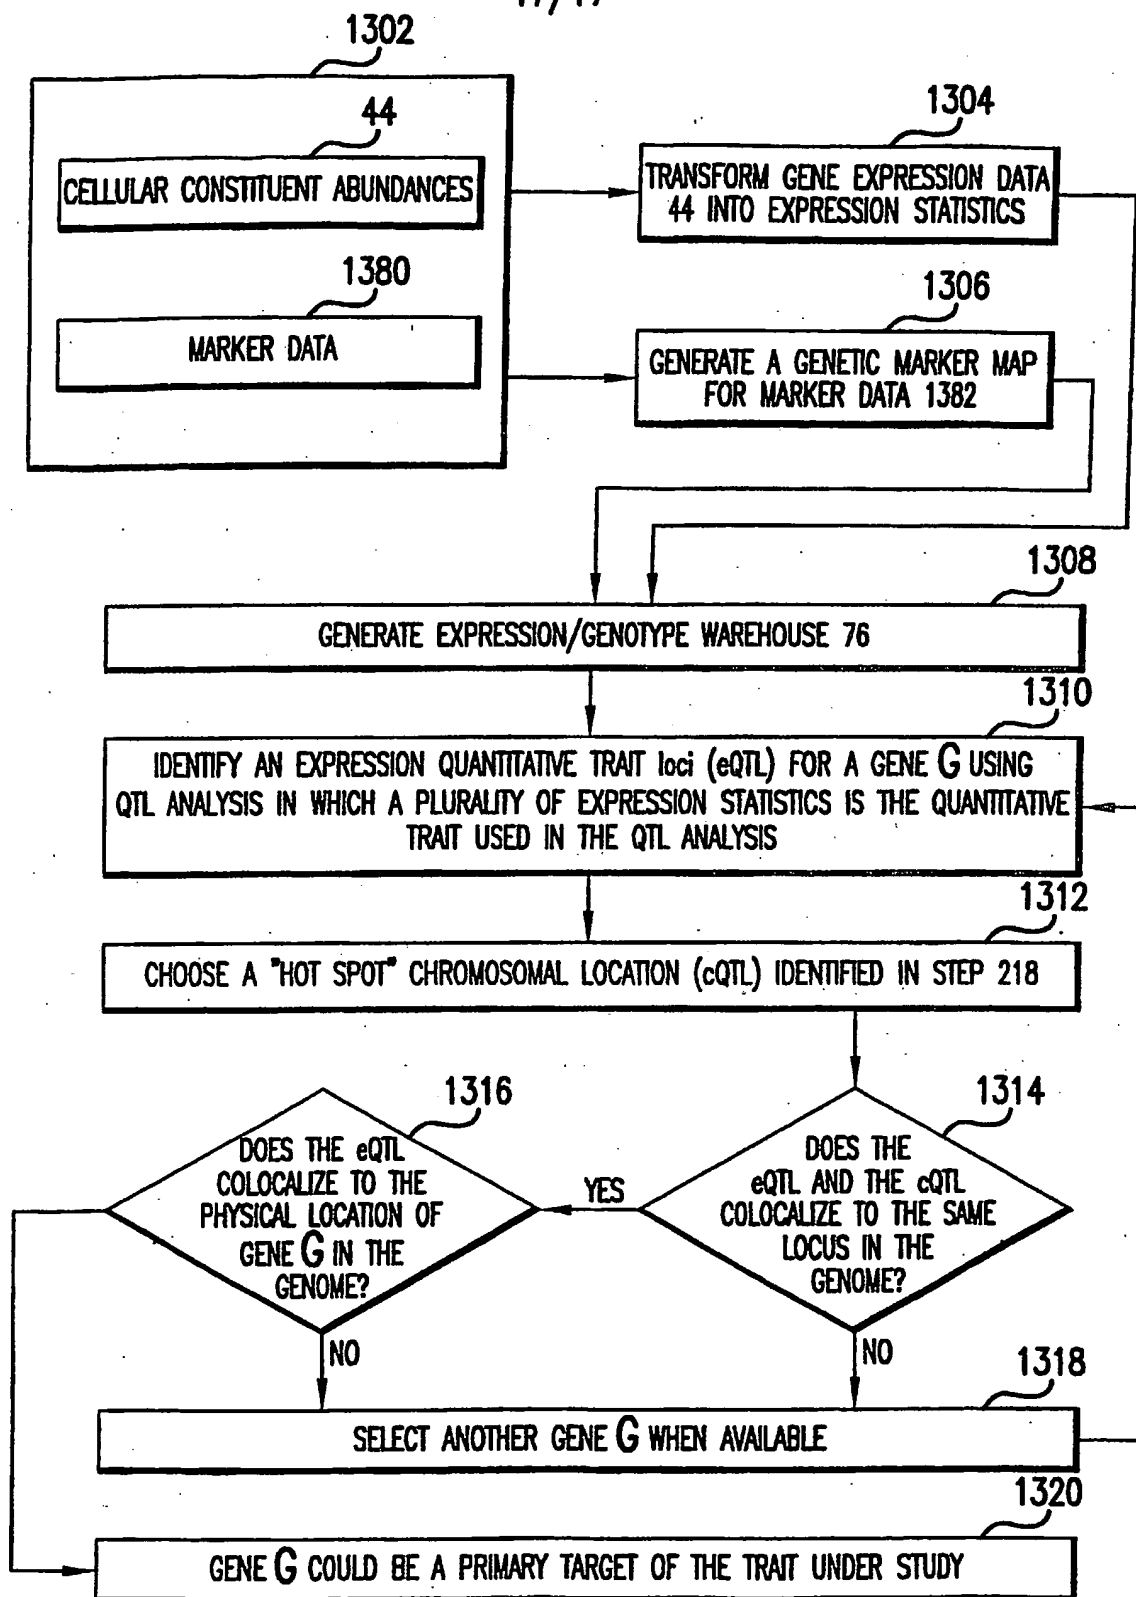 17/17
1302
44
CELLULAR CONSTITUENT ABUNDANCES
1380
MARKER DATA
1304
TRANSFORM GENE EXPRESSION DATA
44 INTO EXPRESSION STATISTICS
1306
GENERATE A GENETIC MARKER MAP
FOR MARKER DATA 1382
1308
GENERATE EXPRESSION/GENOTYPE WAREHOUSE 76
1310
IDENTIFY AN EXPRESSION QUANTITATIVE TRAIT loci (eQTL) FOR A GENE G USING
QTL ANALYSIS IN WHICH A PLURALITY OF EXPRESSION STATISTICS IS THE QUANTITATIVE
TRAIT USED IN THE QTL ANALYSIS
1312
CHOOSE A "HOT SPOT" CHROMOSOMAL LOCATION (cQTL) IDENTIFIED IN STEP 218
1314
DOES THE
eQTL AND THE cQTL
COLOCALIZE TO THE SAME
LOCUS IN THE
GENOME?
YES
1316
DOES THE eQTL
COLOCALIZE TO THE
PHYSICAL LOCATION OF
GENE G IN THE
GENOME?
NO
NO
1318
SELECT ANOTHER GENE G WHEN AVAILABLE
1320
GENE G COULD BE A PRIMARY TARGET OF THE TRAIT UNDER STUDY